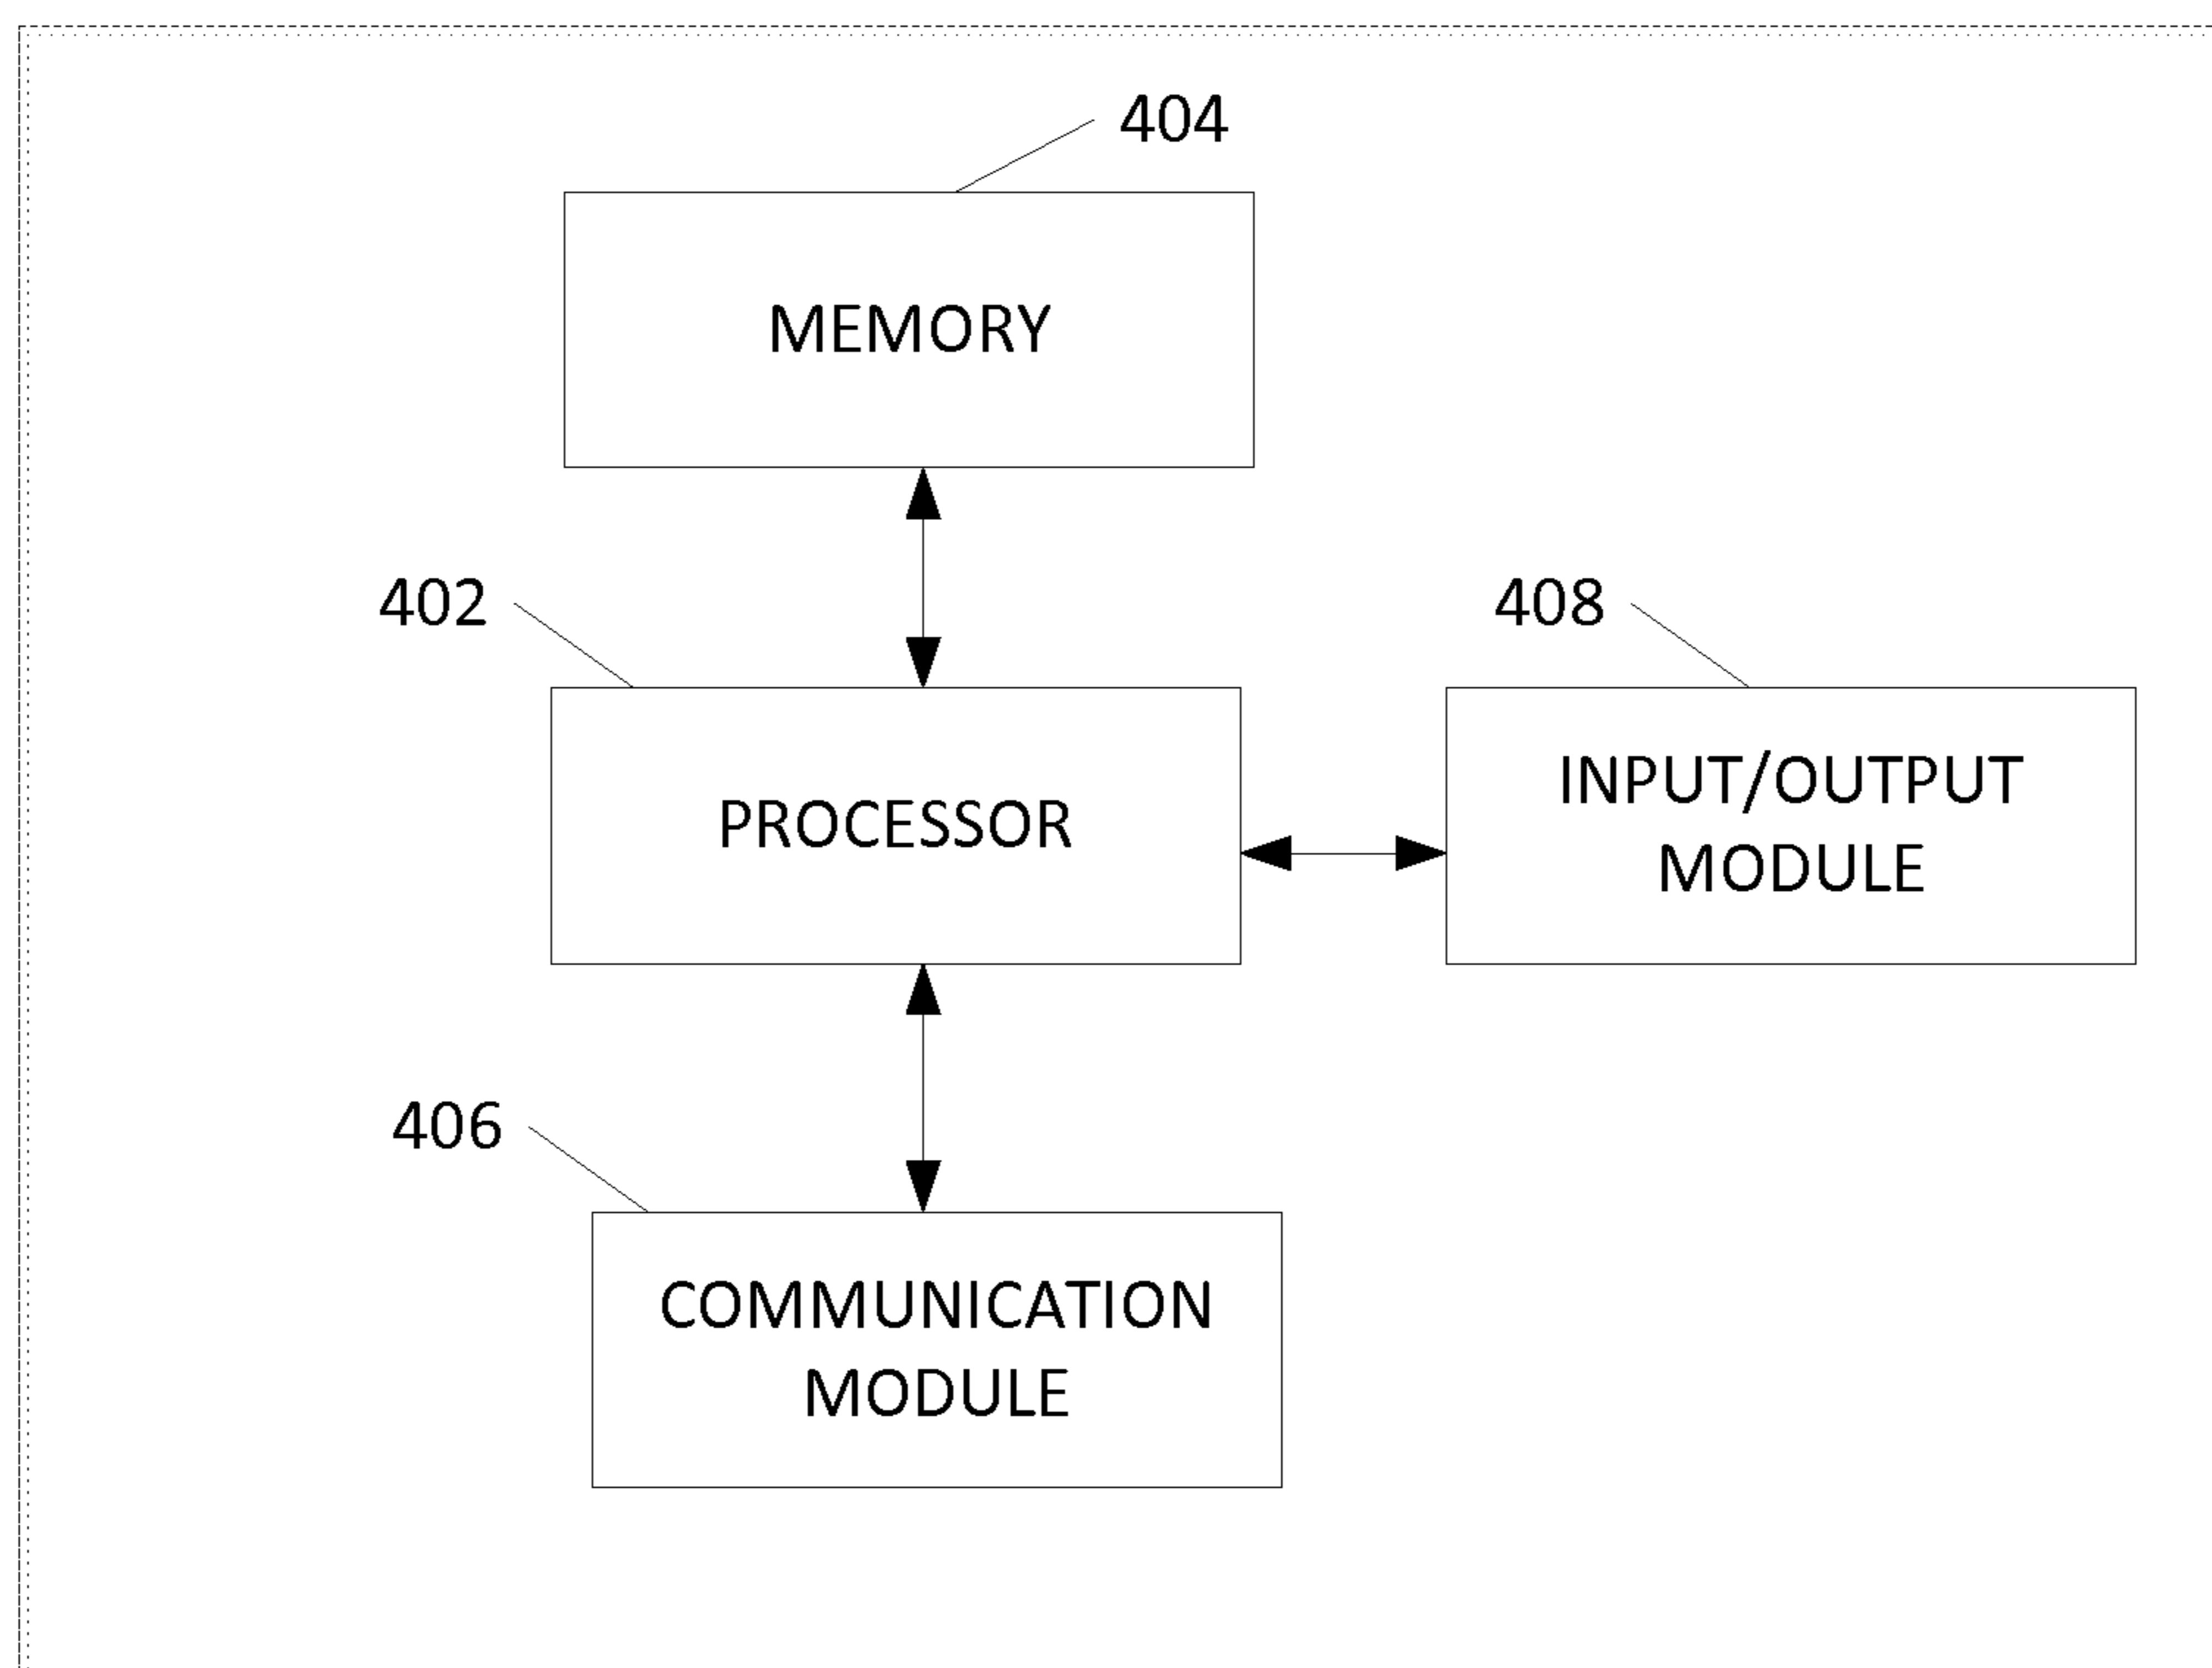 404
MEMORY
402
408
PROCESSOR
INPUT/OUTPUT
MODULE
406
COMMUNICATION
MODULE